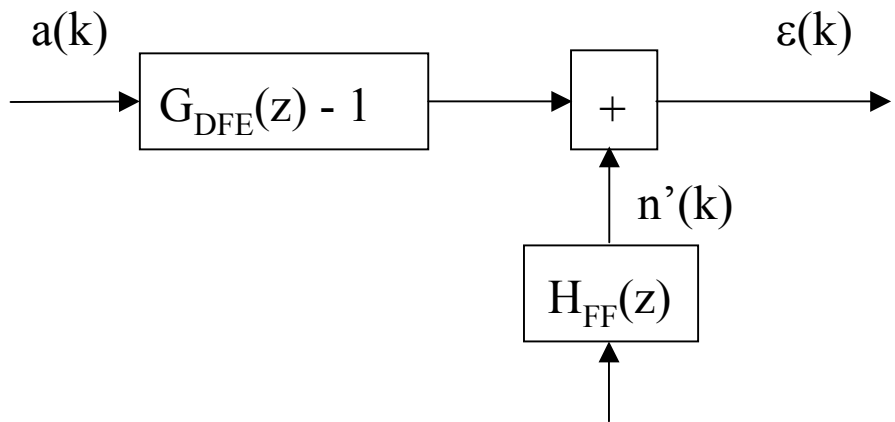 a(k)
ε(k)
G_DFE(z) - 1
+
n’(k)
H_FF(z)